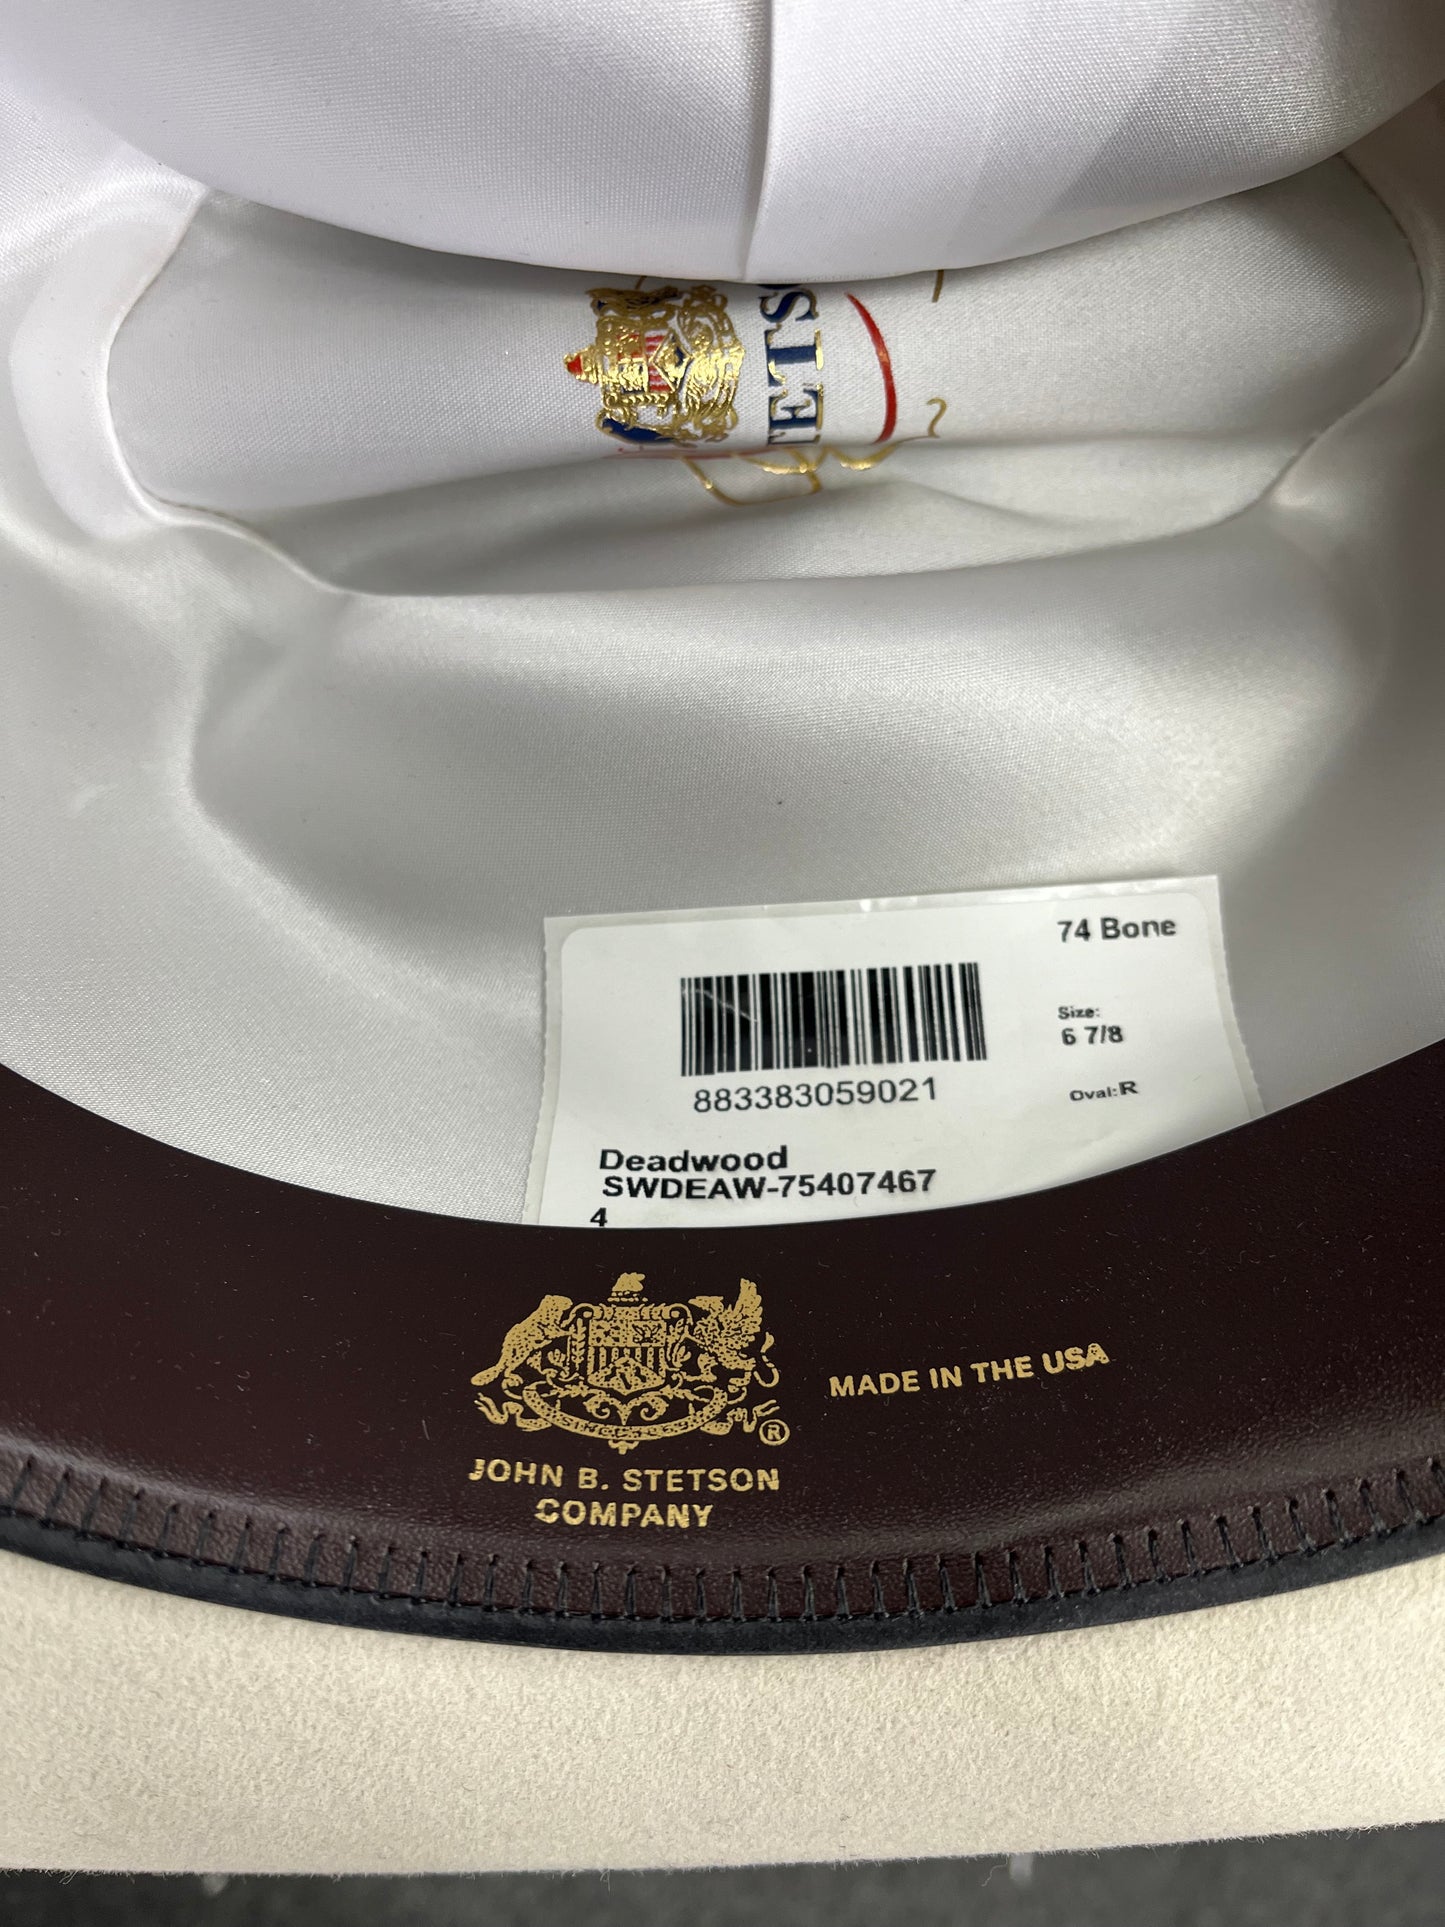 ETS
74 Bone
Size:
6 7/8
883383059021
Oval:R
Deadwood
SWDEAW-75407467
4
®
MADE IN THE USA
JOHN B. STETSON
COMPANY